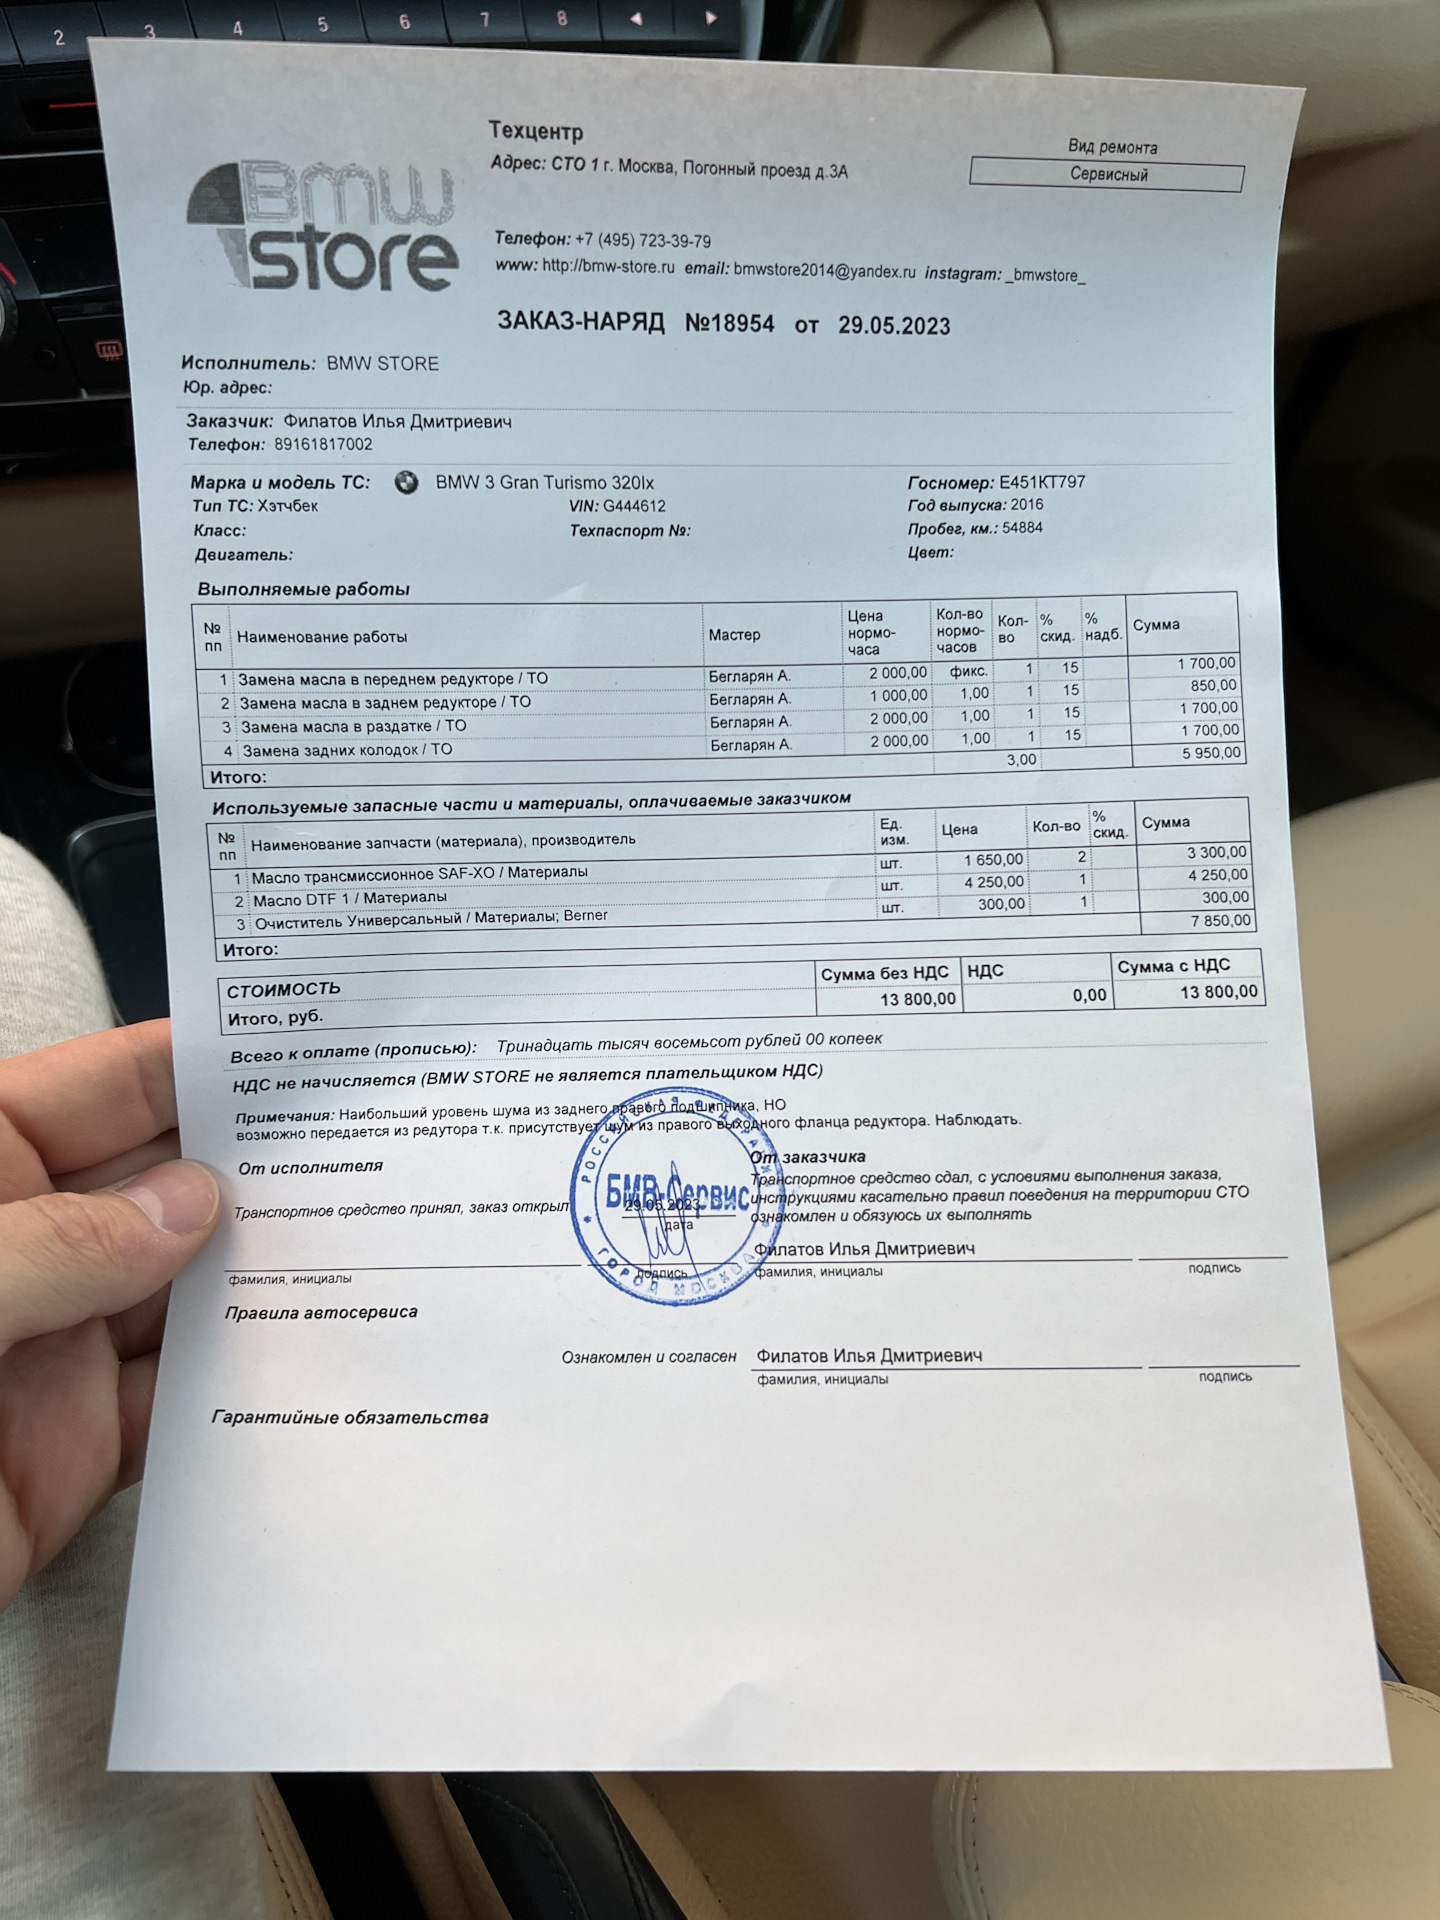 2 3 4 5 6 7 8
BMW
store
Техцентр
Адрес: СТО 1 г. Москва, Погонный проезд д.3А
Вид ремонта
Сервисный
Телефон: +7 (495) 723-39-79
www: http://bmw-store.ru email: bmwstore2014@yandex.ru instagram: _bmwstore_
ЗАКАЗ-НАРЯД №18954 от 29.05.2023
Исполнитель: BMW STORE
Юр. адрес:
Заказчик: Филатов Илья Дмитриевич
Телефон: 89161817002
Марка и модель ТС: BMW 3 Gran Turismo 320Ix Госномер: E451KT797
Тип ТС: Хэтчбек VIN: G444612 Год выпуска: 2016
Класс: Техпаспорт №: Пробег, км.: 54884
Двигатель: Цвет:
Выполняемые работы
№ пп Наименование работы Мастер Цена нормо-часа Кол-во нормо-часов Кол-во % скид. % надб. Сумма
1 Замена масла в переднем редукторе / ТО Бегларян А. 2 000,00 фикс. 1 15 1 700,00
2 Замена масла в заднем редукторе / ТО Бегларян А. 1 000,00 1,00 1 15 850,00
3 Замена масла в раздатке / ТО Бегларян А. 2 000,00 1,00 1 15 1 700,00
4 Замена задних колодок / ТО Бегларян А. 2 000,00 1,00 1 15 1 700,00
Итого: 3,00 5 950,00
Используемые запасные части и материалы, оплачиваемые заказчиком
№ пп Наименование запчасти (материала), производитель Ед. изм. Цена Кол-во % скид. Сумма
1 Масло трансмиссионное SAF-XO / Материалы шт. 1 650,00 2 3 300,00
2 Масло DTF 1 / Материалы шт. 4 250,00 1 4 250,00
3 Очиститель Универсальный / Материалы; Berner шт. 300,00 1 300,00
Итого: 7 850,00
СТОИМОСТЬ Сумма без НДС НДС Сумма с НДС
Итого, руб. 13 800,00 0,00 13 800,00
Всего к оплате (прописью): Тринадцать тысяч восемьсот рублей 00 копеек
НДС не начисляется (BMW STORE не является плательщиком НДС)
Примечания: Наибольший уровень шума из заднего правого подшипника, НО
возможно передается из редутора т.к. присутствует шум из правого выходного фланца редуктора. Наблюдать.
От исполнителя
От заказчика
Транспортное средство принял, заказ открыл 29.05.2023
дата
Транспортное средство сдал, с условиями выполнения заказа,
инструкциями касательно правил поведения на территории СТО
ознакомлен и обязуюсь их выполнять
РОССИЙСКАЯ ФЕДЕРАЦИЯ
БМВ-Сервис
ГОРОД МОСКВА
Филатов Илья Дмитриевич
фамилия, инициалы подпись фамилия, инициалы подпись
Правила автосервиса
Ознакомлен и согласен Филатов Илья Дмитриевич
фамилия, инициалы подпись
Гарантийные обязательства